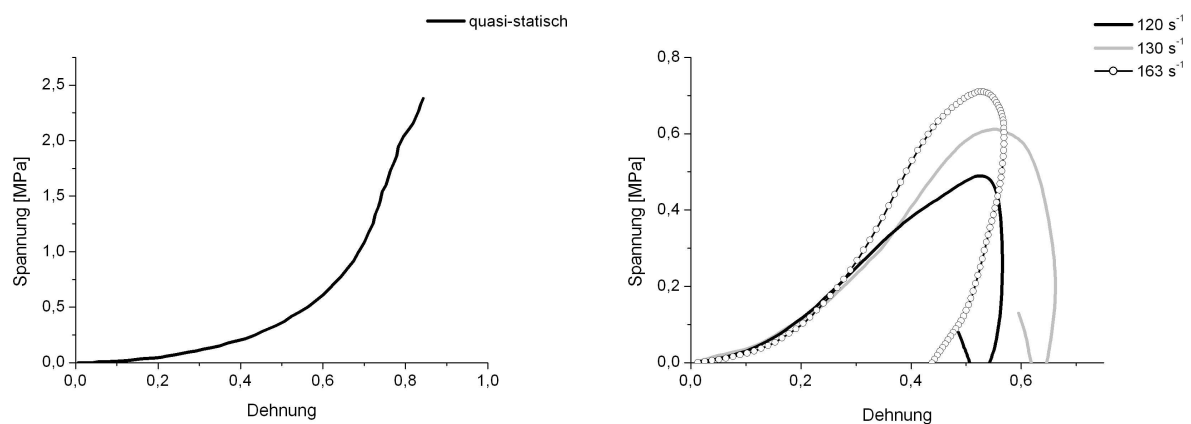 quasi-statisch
Spannung [MPa]
2,5
2,0
1,5
1,0
0,5
0,0
0,0 0,2 0,4 0,6 0,8 1,0
Dehnung
120 s⁻¹
130 s⁻¹
163 s⁻¹
Spannung [MPa]
0,8
0,6
0,4
0,2
0,0
0,0 0,2 0,4 0,6
Dehnung